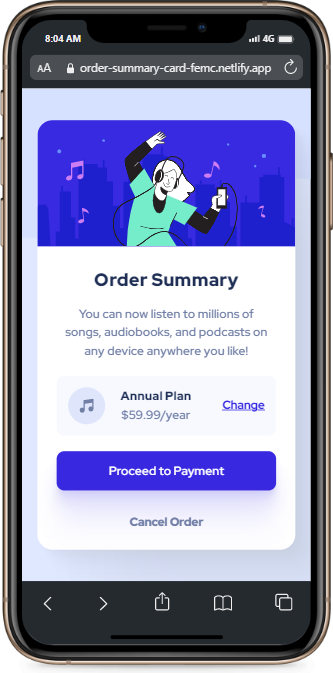 8:04 AM
4G
AA order-summary-card-femc.netlify.app
Order Summary
You can now listen to millions of
songs, audiobooks, and podcasts on
any device anywhere you like!
Annual Plan
$59.99/year
Change
Proceed to Payment
Cancel Order